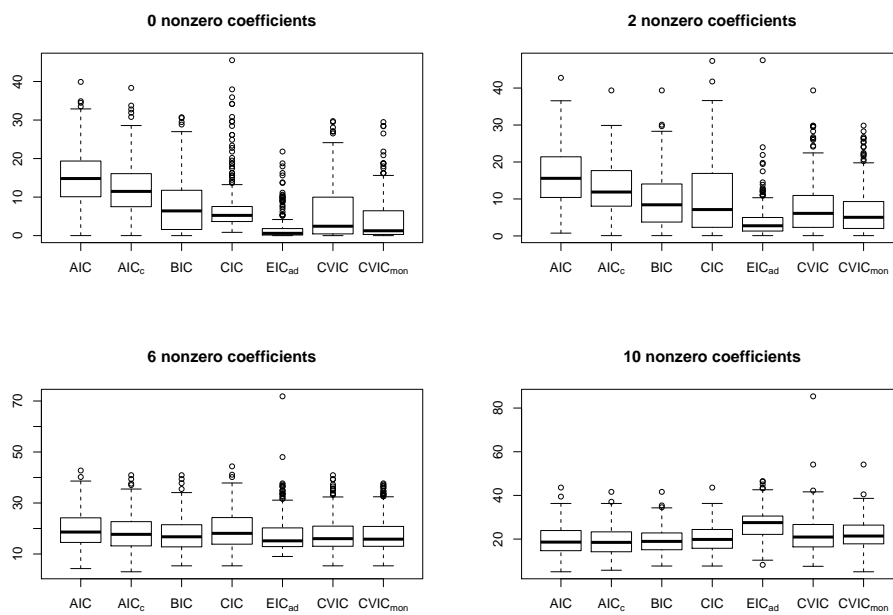 0 nonzero coefficients
40
30
20
10
0
AIC AICc BIC CIC EICad CVIC CVICmon
2 nonzero coefficients
40
30
20
10
0
AIC AICc BIC CIC EICad CVIC CVICmon
6 nonzero coefficients
70
50
30
10
AIC AICc BIC CIC EICad CVIC CVICmon
10 nonzero coefficients
80
60
40
20
AIC AICc BIC CIC EICad CVIC CVICmon